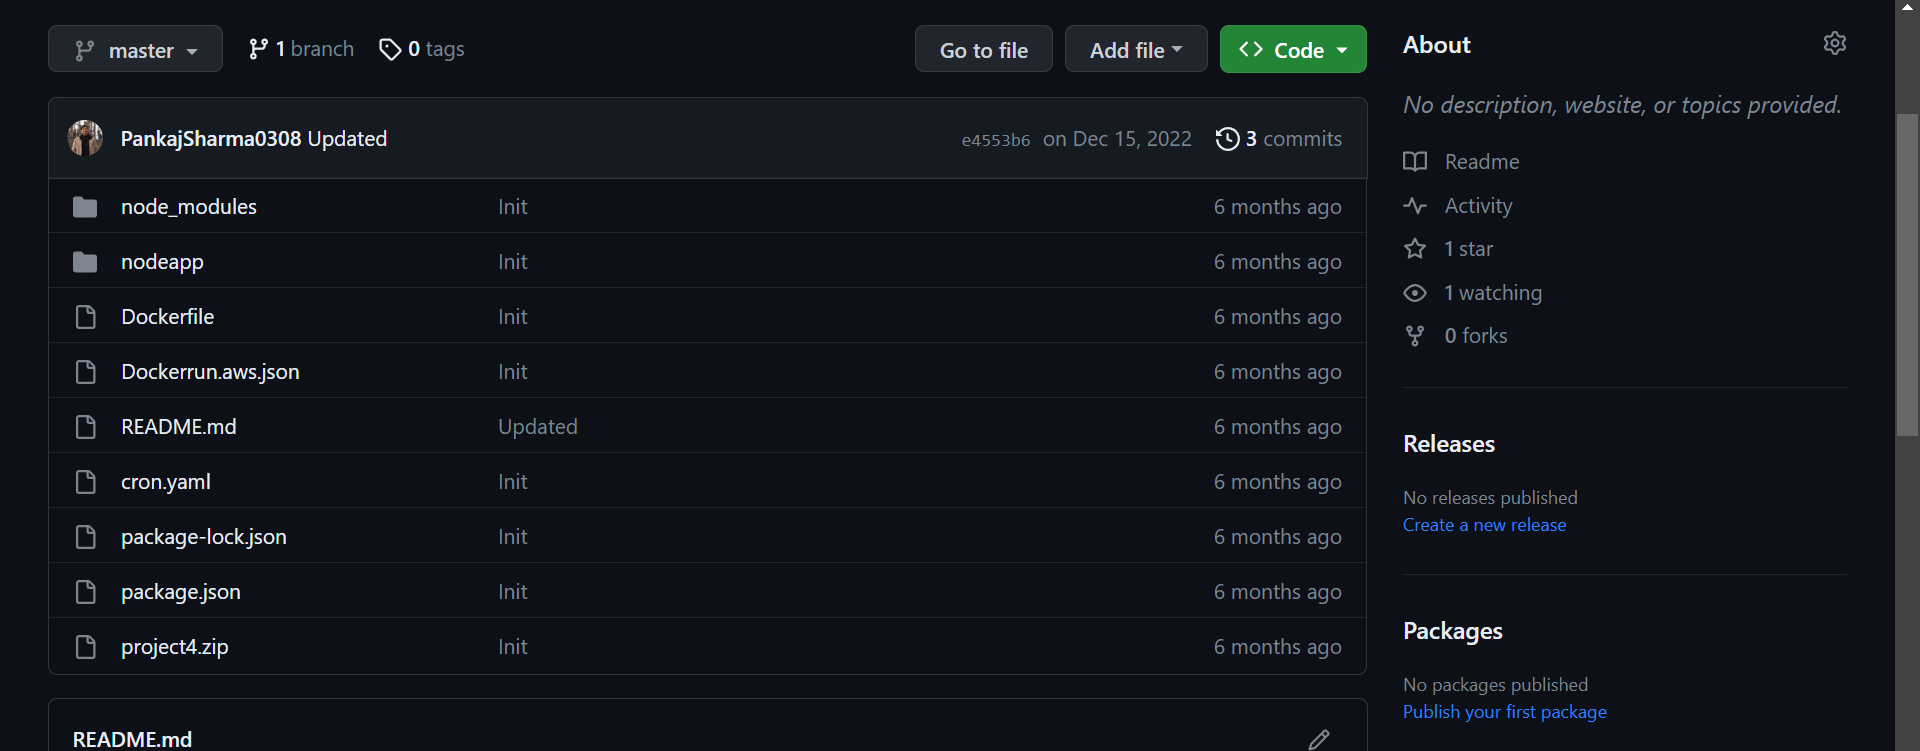 master 1 branch 0 tags Go to file Add file Code
PankajSharma0308 Updated e4553b6 on Dec 15, 2022 3 commits
node_modules Init 6 months ago
nodeapp Init 6 months ago
Dockerfile Init 6 months ago
Dockerrun.aws.json Init 6 months ago
README.md Updated 6 months ago
cron.yaml Init 6 months ago
package-lock.json Init 6 months ago
package.json Init 6 months ago
project4.zip Init 6 months ago
README.md
About
No description, website, or topics provided.
Readme
Activity
1 star
1 watching
0 forks
Releases
No releases published
Create a new release
Packages
No packages published
Publish your first package